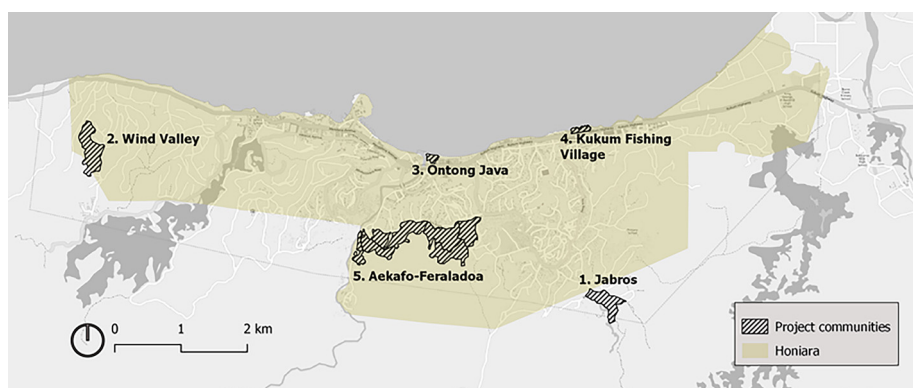 2. Wind Valley
3. Ontong Java
4. Kukum Fishing
Village
5. Aekafo-Feraladoa
1. Jabros
0 1 2 km
Project communities
Honiara